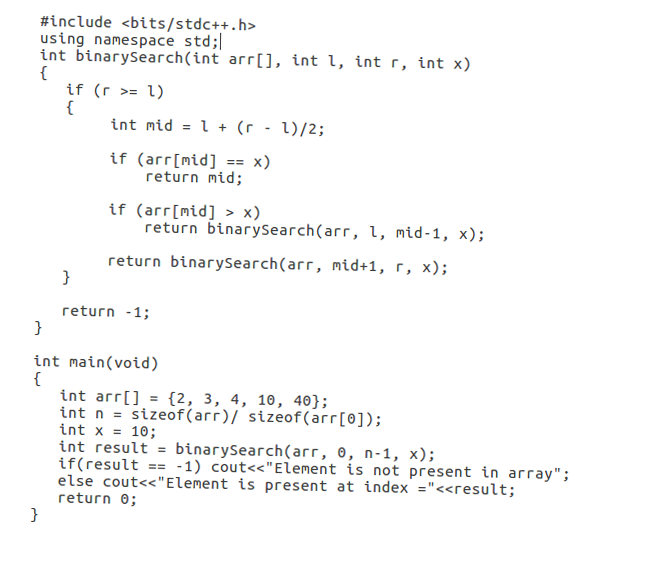 #include <bits/stdc++.h>
using namespace std;
int binarySearch(int arr[], int l, int r, int x)
{
if (r >= l)
{
int mid = l + (r - l)/2;
if (arr[mid] == x)
return mid;
if (arr[mid] > x)
return binarySearch(arr, l, mid-1, x);
return binarySearch(arr, mid+1, r, x);
}
return -1;
}
int main(void)
{
int arr[] = {2, 3, 4, 10, 40};
int n = sizeof(arr)/ sizeof(arr[0]);
int x = 10;
int result = binarySearch(arr, 0, n-1, x);
if(result == -1) cout<<"Element is not present in array";
else cout<<"Element is present at index ="<<result;
return 0;
}